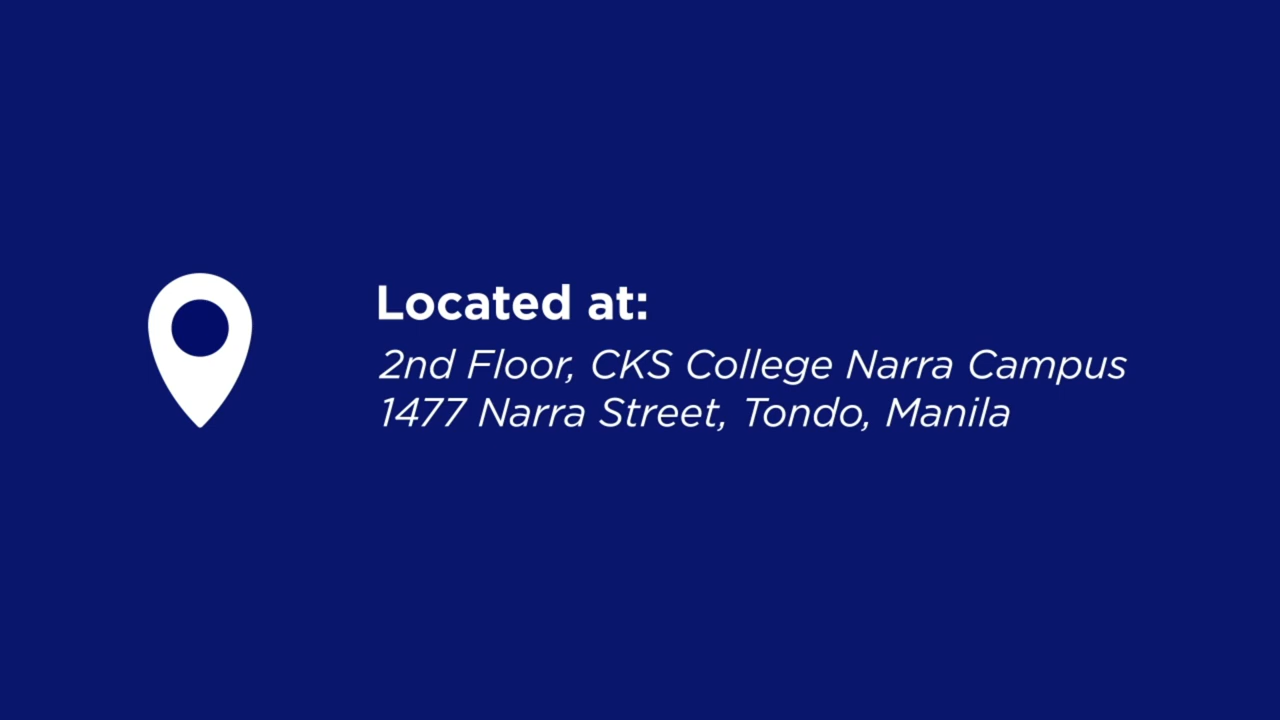 Located at:
2nd Floor, CKS College Narra Campus
1477 Narra Street, Tondo, Manila